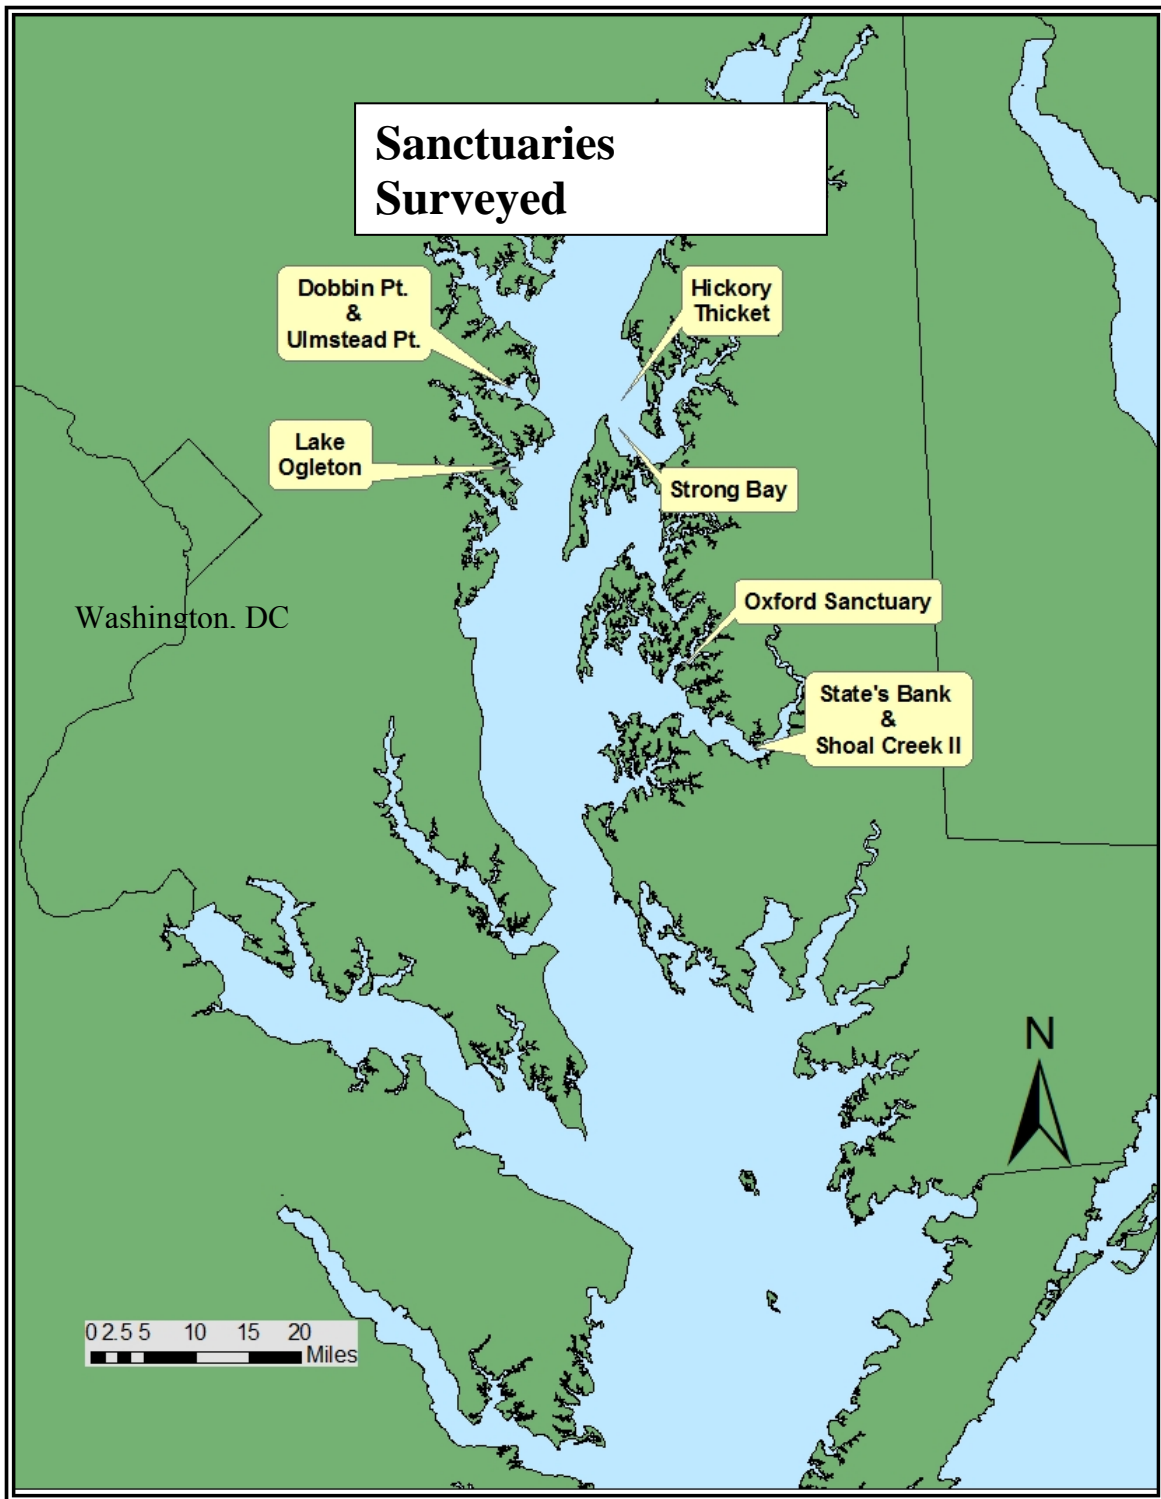 Sanctuaries
Surveyed
Dobbin Pt.
&
Ulmstead Pt.
Hickory
Thicket
Lake
Ogleton
Strong Bay
Oxford Sanctuary
Washington, DC
State's Bank
&
Shoal Creek II
N
0 2.5 5 10 15 20
Miles